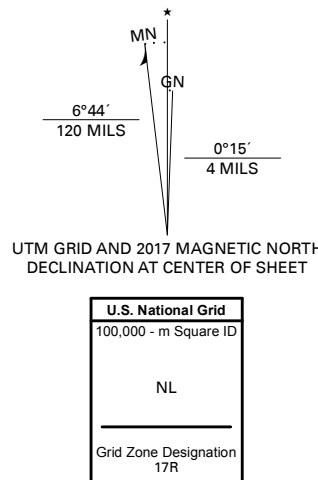 ★
MN
GN
6°44´
120 MILS
0°15´
4 MILS
UTM GRID AND 2017 MAGNETIC NORTH
DECLINATION AT CENTER OF SHEET
U.S. National Grid
100,000 - m Square ID
NL
Grid Zone Designation
17R